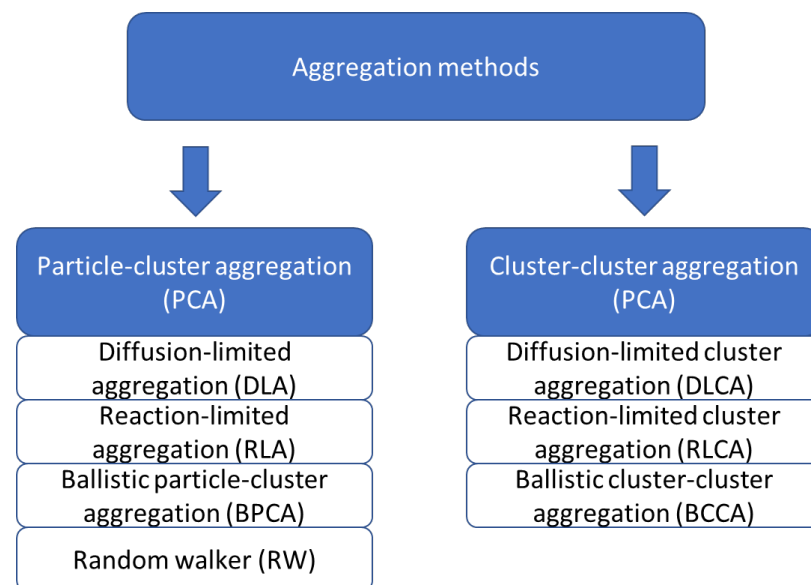 Aggregation methods
Particle-cluster aggregation
(PCA)
Diffusion-limited
aggregation (DLA)
Reaction-limited
aggregation (RLA)
Ballistic particle-cluster
aggregation (BPCA)
Random walker (RW)
Cluster-cluster aggregation
(PCA)
Diffusion-limited cluster
aggregation (DLCA)
Reaction-limited cluster
aggregation (RLCA)
Ballistic cluster-cluster
aggregation (BCCA)